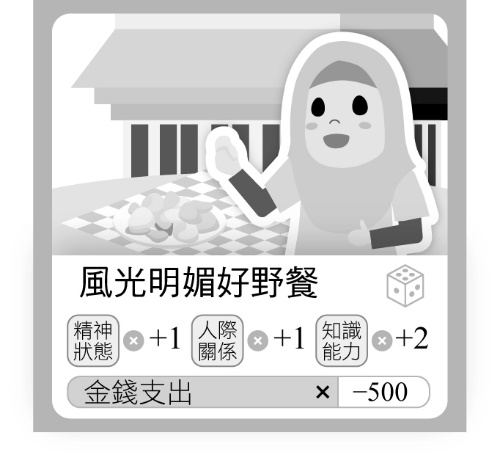 風光明媚好野餐
精神狀態 × +1 人際關係 × +1 知識能力 × +2
金錢支出 × −500